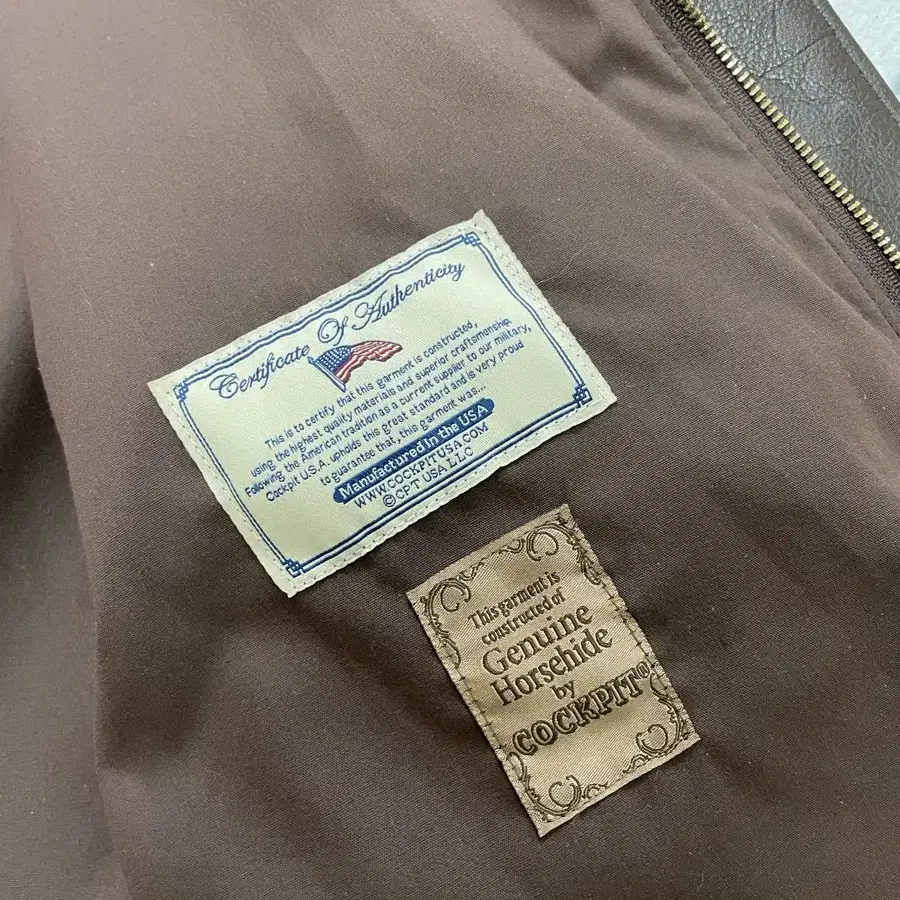 Certificate Of Authenticity
This is to certify that this garment is constructed,
using the highest quality materials and superior craftsmanship.
Following the American tradition as a current supplier to our military,
Cockpit U.S.A. upholds this great standard and is very proud
to guarantee that, this garment was...
Manufactured in the USA
WWW.COCKPITUSA.COM
©CPT USA LLC
This garment is
constructed of
Genuine
Horsehide
by
COCKPIT®